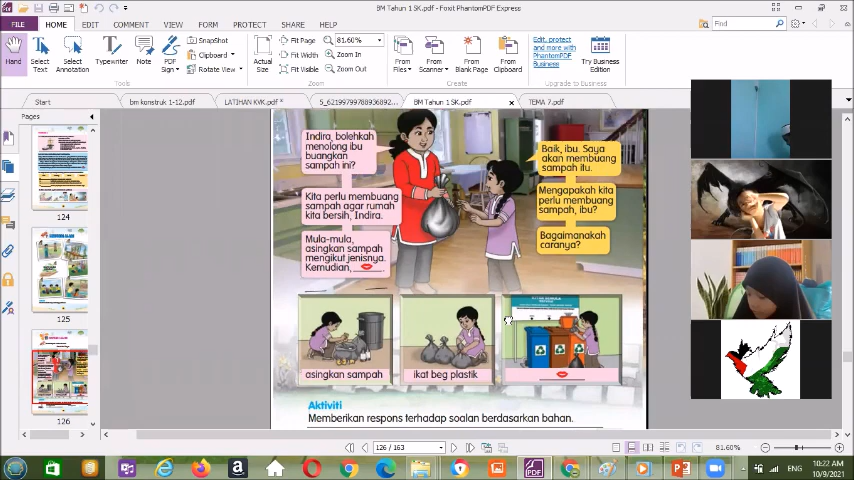 BM Tahun 1 SK.pdf - Foxit PhantomPDF Express
FILE HOME EDIT COMMENT VIEW FORM PROTECT SHARE HELP
Find
Hand
Select Text
Select Annotation
Typewriter
Note
PDF Sign
SnapShot
Clipboard
Rotate View
Actual Size
Fit Page
Fit Width
Fit Visible
81.60%
Zoom In
Zoom Out
From Files
From Scanner
From Blank Page
From Clipboard
Edit, protect and more with PhantomPDF Business
Try Business Edition
Tools
View
Create
Upgrade to Business
Start
bm konstruk 1-12.pdf
LATIHAN KVK.pdf *
5_62199799788936892...
BM Tahun 1 SK.pdf
TEMA 7.pdf
Pages
124
125
126
Indira, bolehkah
menolong ibu
buangkan
sampah ini?
Baik, ibu. Saya
akan membuang
sampah itu.
Kita perlu membuang
sampah agar rumah
kita bersih, Indira.
Mengapakah kita
perlu membuang
sampah, ibu?
Mula-mula,
asingkan sampah
mengikut jenisnya.
Kemudian, ____.
Bagaimanakah
caranya?
asingkan sampah
ikat beg plastik
Aktiviti
Memberikan respons terhadap soalan berdasarkan bahan.
126 / 163
81.60%
ENG
10:22 AM
10/9/2021